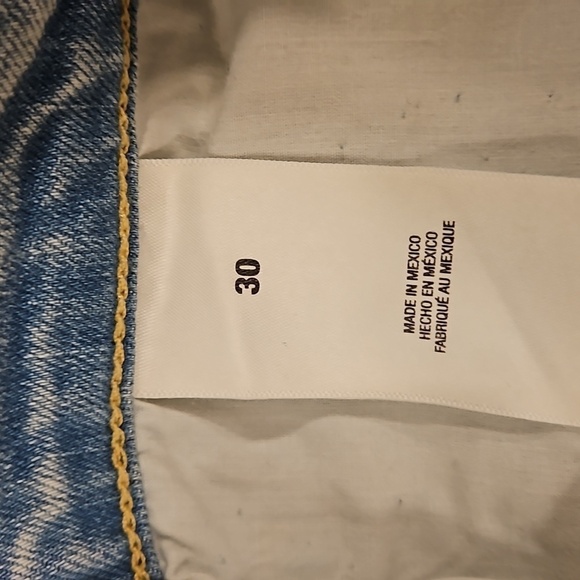 30
MADE IN MEXICO
HECHO EN MÉXICO
FABRIQUÉ AU MEXIQUE